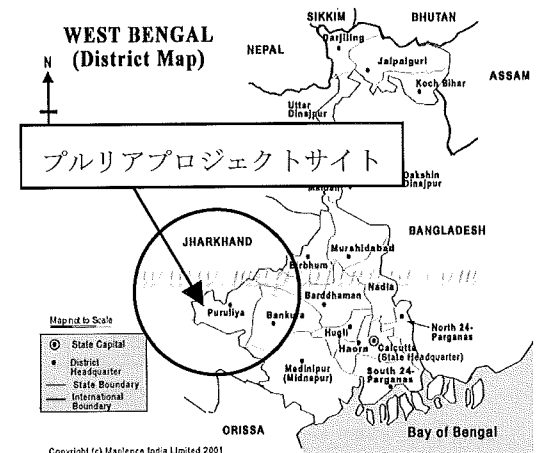 SIKKIM
BHUTAN
WEST BENGAL
(District Map)
NEPAL
Darjiling
Jalpaiguri
Koch Bihar
ASSAM
N
Uttar
Dinajpur
プルリアプロジェクトサイト
Dakshin
Dinajpur
Maldah
BANGLADESH
JHARKHAND
Murshidabad
Birbhum
Nadia
Barddhaman
Puruliya
Bankura
Hugli
North 24-
Parganas
Haora
Calcutta
(State Headquarter)
Map not to Scale
State Capital
District
Headquarter
State Boundary
International
Boundary
Medinipur
(Midnapur)
South 24-
Parganas
ORISSA
Bay of Bengal
Copyright (c) Maplence India Limited 2001